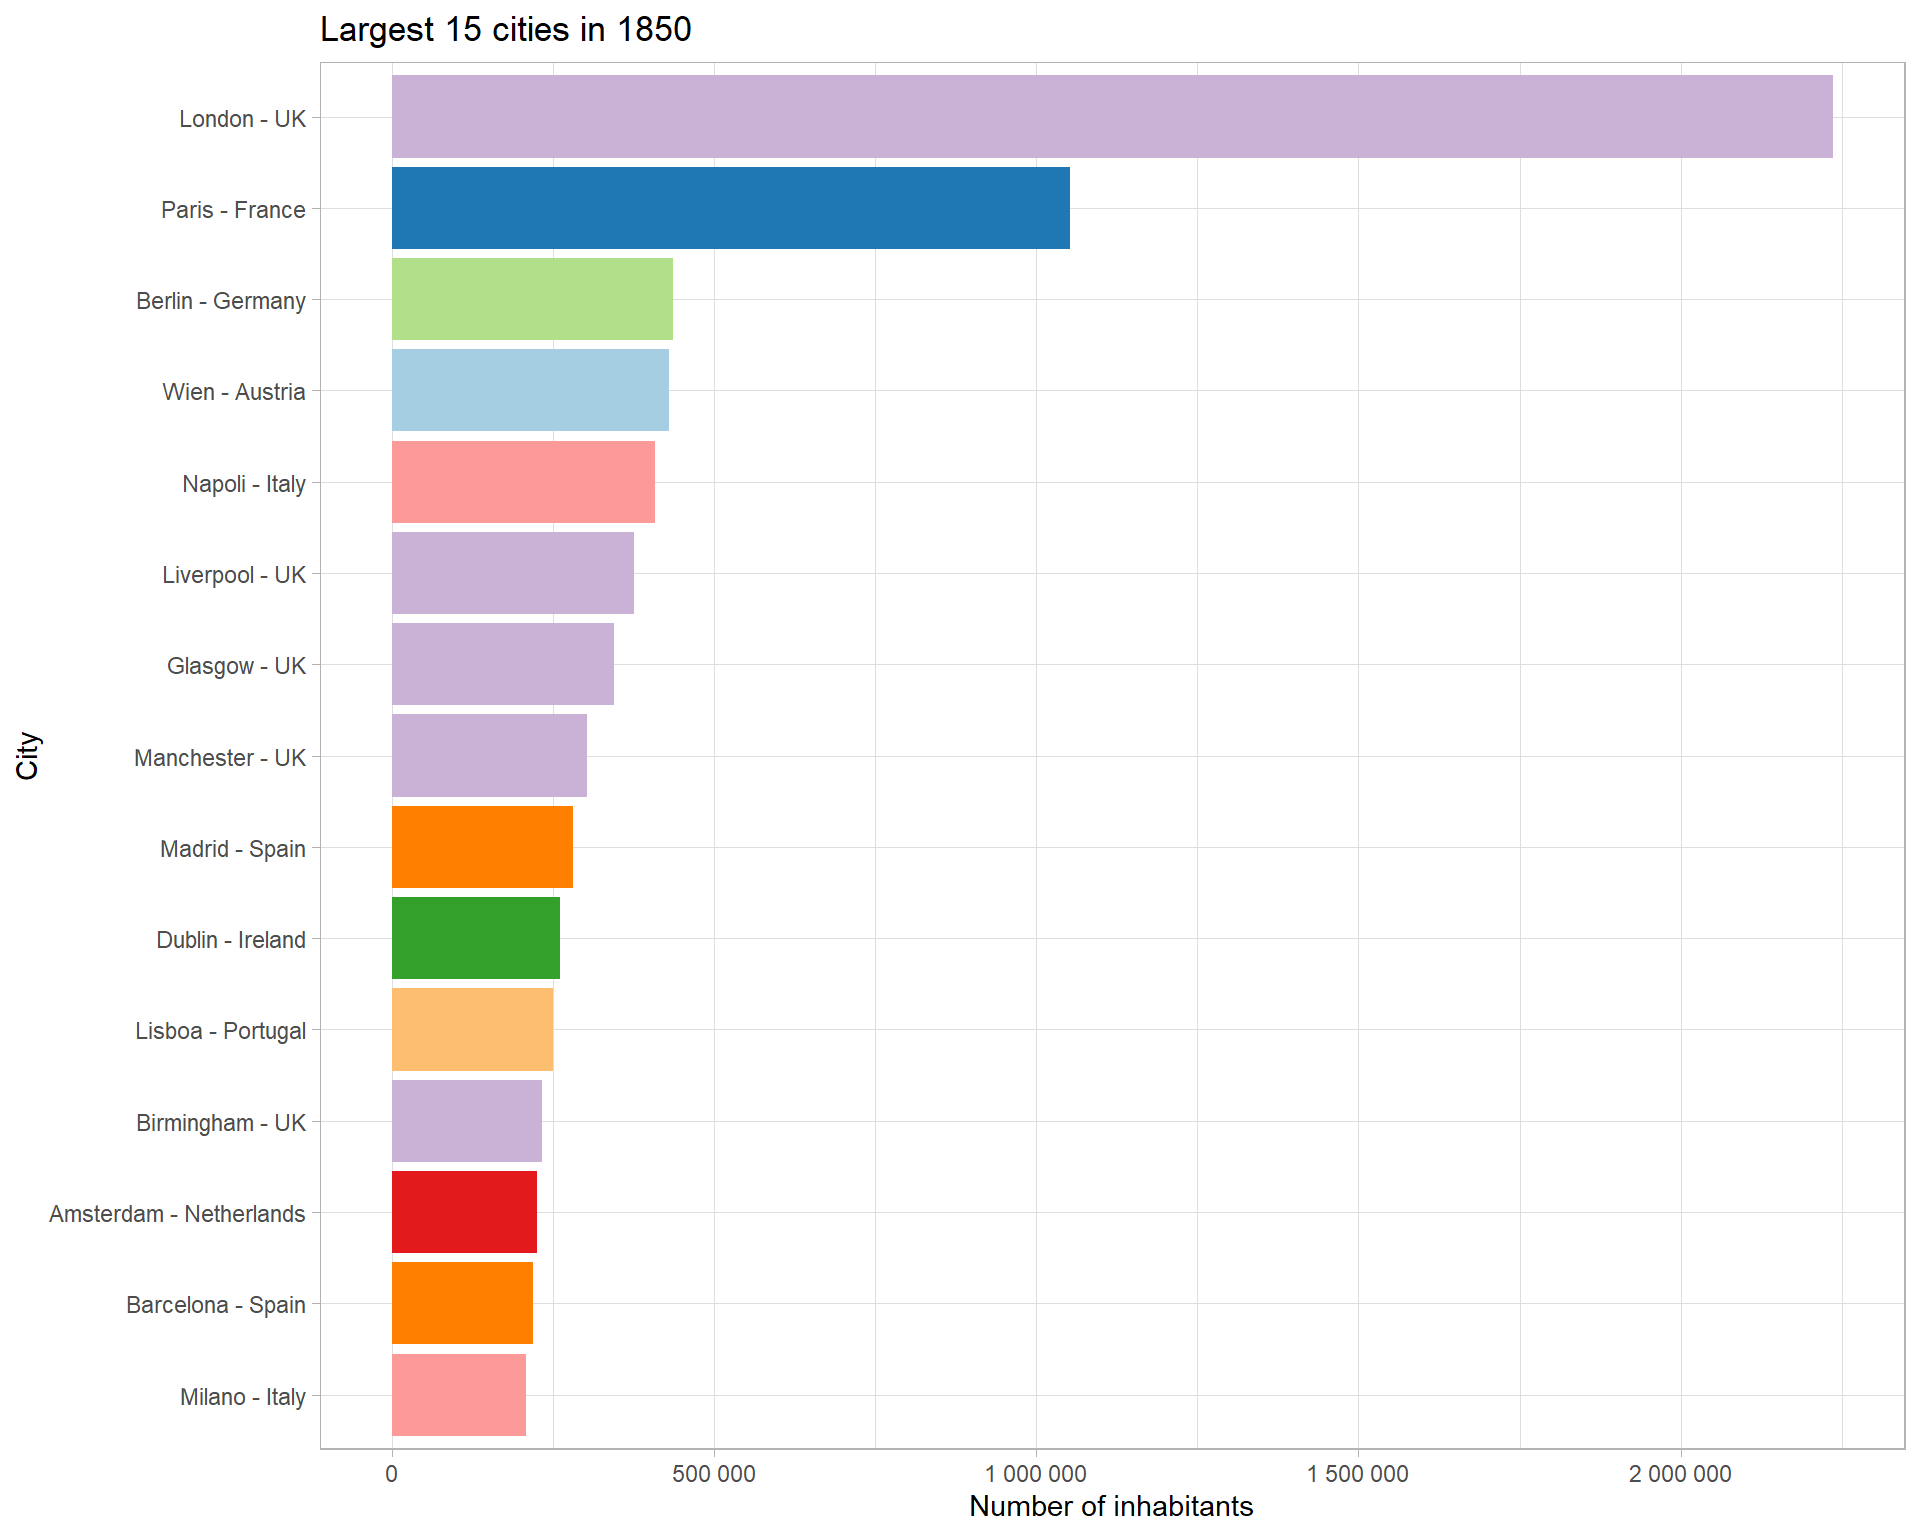 Largest 15 cities in 1850
London - UK
Paris - France
Berlin - Germany
Wien - Austria
Napoli - Italy
Liverpool - UK
Glasgow - UK
Manchester - UK
Madrid - Spain
Dublin - Ireland
Lisboa - Portugal
Birmingham - UK
Amsterdam - Netherlands
Barcelona - Spain
Milano - Italy
City
0 500 000 1 000 000 1 500 000 2 000 000
Number of inhabitants